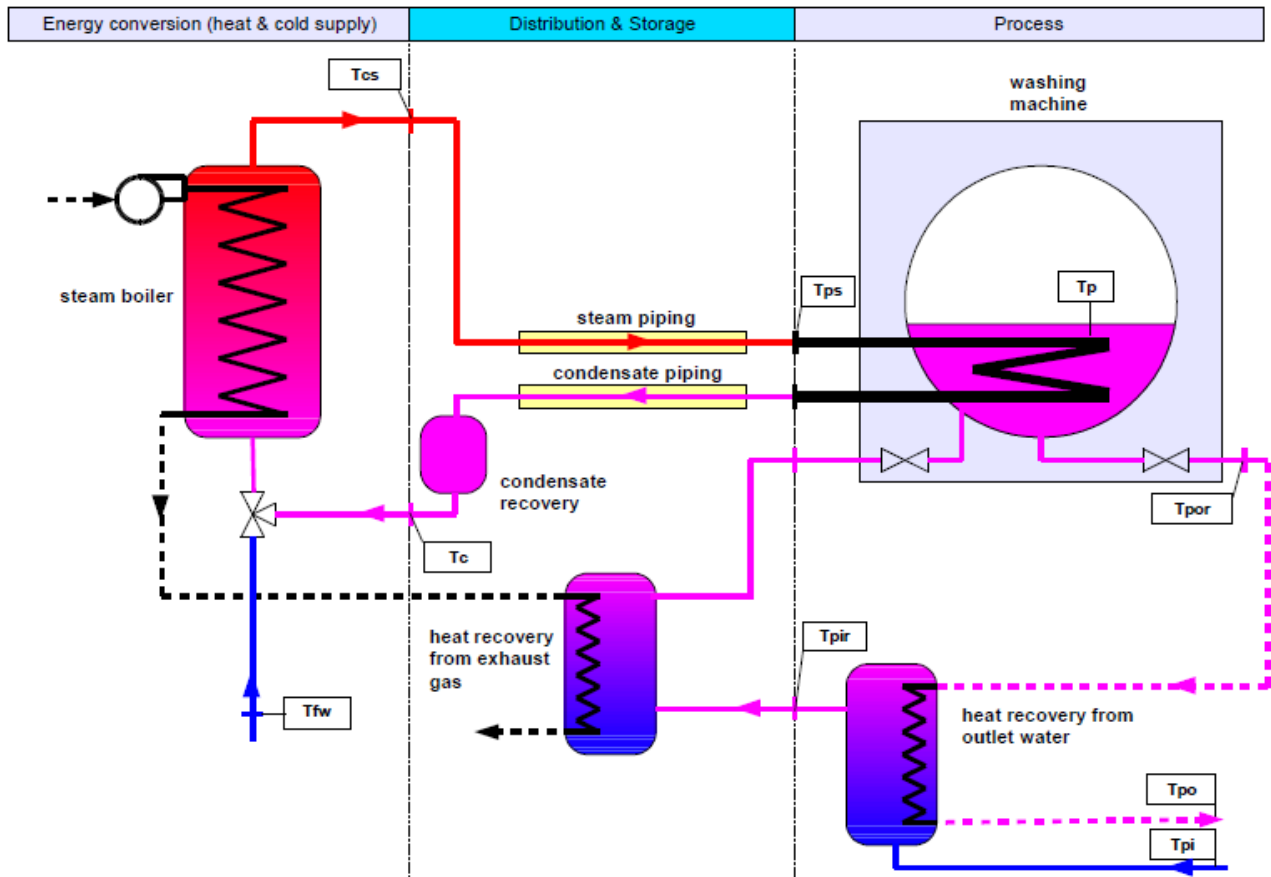 Energy conversion (heat & cold supply)
Distribution & Storage
Process
Tcs
washing
machine
steam boiler
Tps
Tp
steam piping
condensate piping
condensate
recovery
Tpor
Tc
heat recovery
from exhaust
gas
Tpir
Tfw
heat recovery from
outlet water
Tpo
Tpi